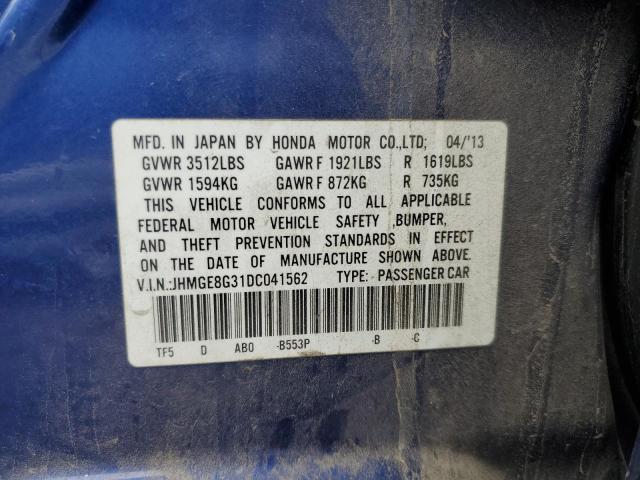 MFD. IN JAPAN BY HONDA MOTOR CO.,LTD; 04/'13
GVWR 3512LBS GAWR F 1921LBS R 1619LBS
GVWR 1594KG GAWR F 872KG R 735KG
THIS VEHICLE CONFORMS TO ALL APPLICABLE
FEDERAL MOTOR VEHICLE SAFETY ,BUMPER,
AND THEFT PREVENTION STANDARDS IN EFFECT
ON THE DATE OF MANUFACTURE SHOWN ABOVE.
V.I.N.:JHMGE8G31DC041562 TYPE: PASSENGER CAR
TF5 D AB0 -B553P -B -C